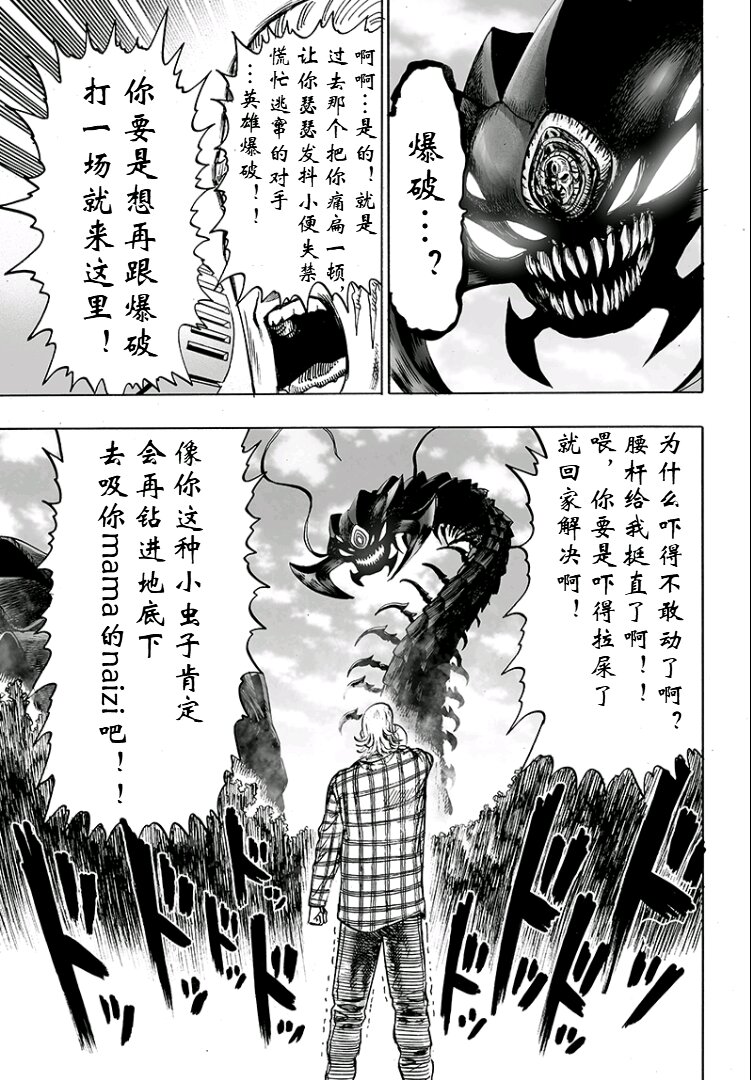 爆破…?
啊啊…是的!就是
过去那个把你痛扁一顿,
让你瑟瑟发抖小便失禁
慌忙逃窜的对手
…英雄爆破!!
你要是想再跟爆破
打一场就来这里!
为什么吓得不敢动了啊?
腰杆给我挺直了啊!!
喂,你要是吓得拉屎了
就回家解决啊!
像你这种小虫子肯定
会再钻进地底下
去吸你mama的naizi吧!!
ドドドドドドドド